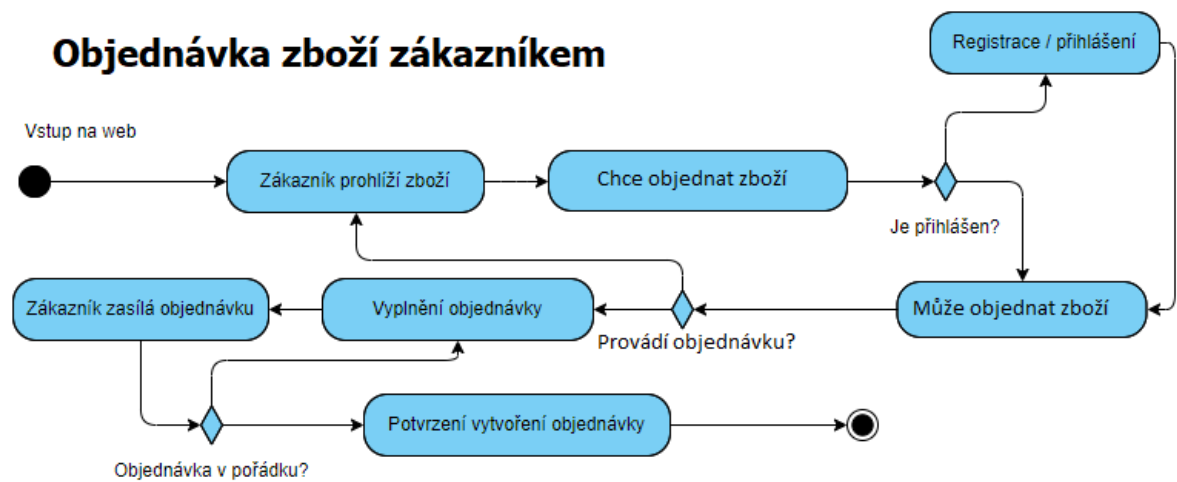 Objednávka zboží zákazníkem
Registrace / přihlášení
Vstup na web
Zákazník prohlíží zboží
Chce objednat zboží
Je přihlášen?
Zákazník zasílá objednávku
Vyplnění objednávky
Může objednat zboží
Provádí objednávku?
Potvrzení vytvoření objednávky
Objednávka v pořádku?